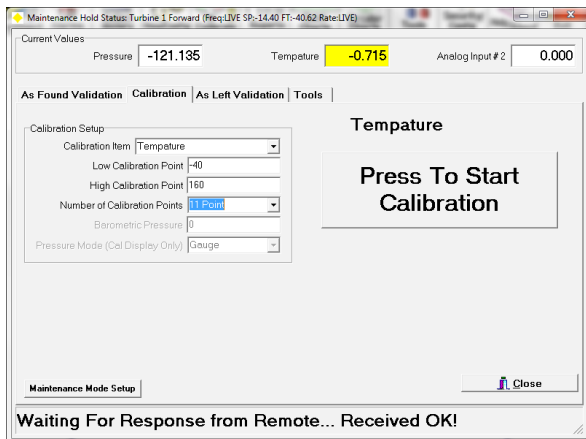 Maintenance Hold Status: Turbine 1 Forward (Freq:LIVE SP:-14.40 FT:-40.62 Rate:LIVE)
Current Values
Pressure -121.135 Tempature -0.715 Analog Input # 2 0.000
As Found Validation Calibration As Left Validation Tools
Calibration Setup
Calibration Item Tempature
Low Calibration Point -40
High Calibration Point 160
Number of Calibration Points 11 Point
Barometric Pressure 0
Pressure Mode (Cal Display Only) Gauge
Tempature
Press To Start
Calibration
Maintenance Mode Setup
Close
Waiting For Response from Remote... Received OK!